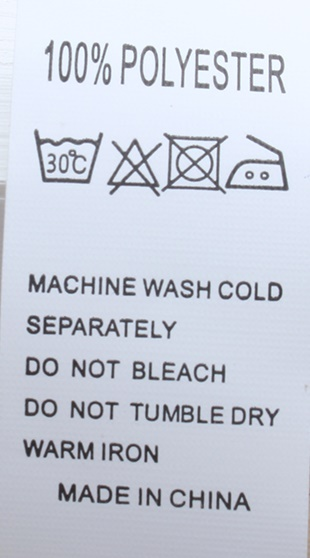 100% POLYESTER
30℃
MACHINE WASH COLD
SEPARATELY
DO NOT BLEACH
DO NOT TUMBLE DRY
WARM IRON
MADE IN CHINA